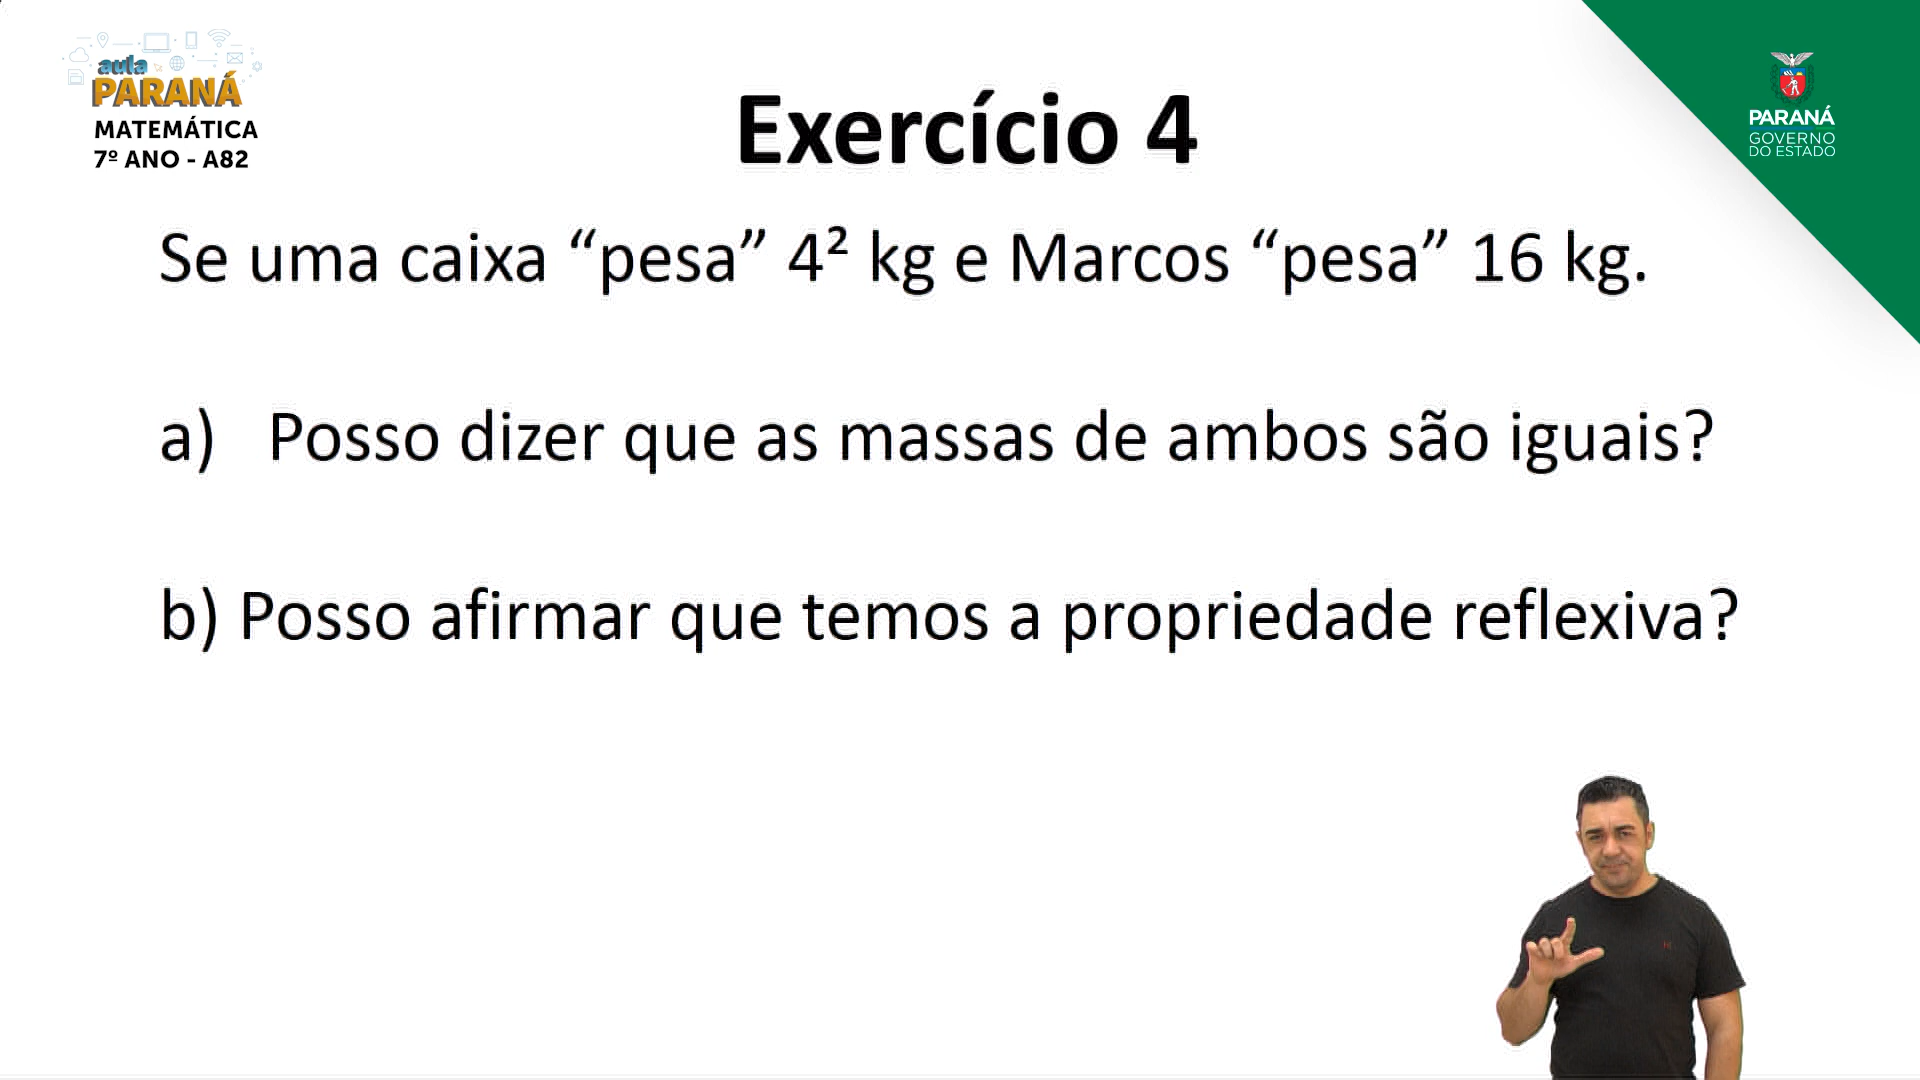 aula
PARANÁ
MATEMÁTICA
7º ANO - A82
PARANÁ
GOVERNO
DO ESTADO
Exercício 4
Se uma caixa “pesa” 4² kg e Marcos “pesa” 16 kg.
a) Posso dizer que as massas de ambos são iguais?
b) Posso afirmar que temos a propriedade reflexiva?